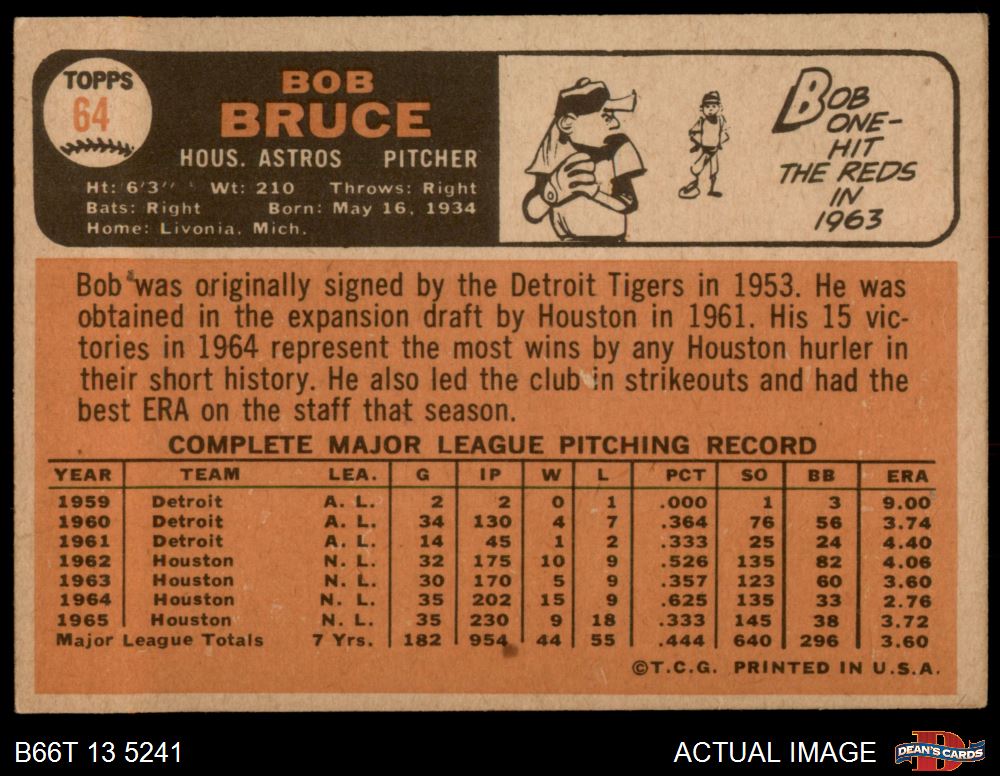 TOPPS
64
BOB
BRUCE
HOUS. ASTROS PITCHER
Ht: 6'3" Wt: 210 Throws: Right
Bats: Right Born: May 16, 1934
Home: Livonia, Mich.
BOB
ONE-
HIT
THE REDS
IN
1963
Bob was originally signed by the Detroit Tigers in 1953. He was
obtained in the expansion draft by Houston in 1961. His 15 vic-
tories in 1964 represent the most wins by any Houston hurler in
their short history. He also led the club in strikeouts and had the
best ERA on the staff that season.
COMPLETE MAJOR LEAGUE PITCHING RECORD
YEAR TEAM LEA. G IP W L PCT SO BB ERA
1959 Detroit A. L. 2 2 0 1 .000 1 3 9.00
1960 Detroit A. L. 34 130 4 7 .364 76 56 3.74
1961 Detroit A. L. 14 45 1 2 .333 25 24 4.40
1962 Houston N. L. 32 175 10 9 .526 135 82 4.06
1963 Houston N. L. 30 170 5 9 .357 123 60 3.60
1964 Houston N. L. 35 202 15 9 .625 135 33 2.76
1965 Houston N. L. 35 230 9 18 .333 145 38 3.72
Major League Totals 7 Yrs. 182 954 44 55 .444 640 296 3.60
©T.C.G. PRINTED IN U.S.A.
B66T 13 5241 ACTUAL IMAGE DEAN'S CARDS